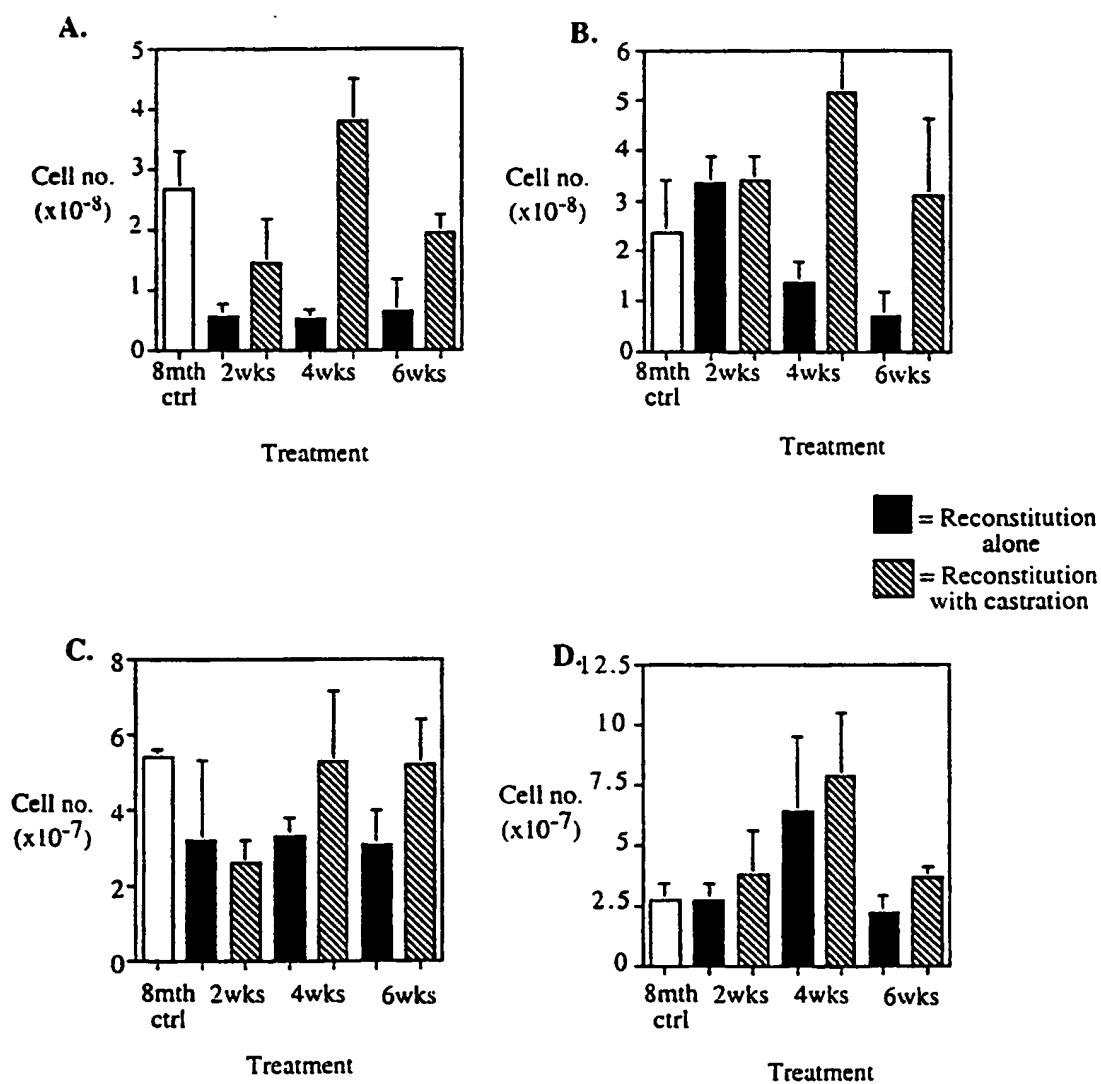 A.
5
4
3
2
1
0
Cell no.
(x10⁻⁸)
8mth 2wks 4wks 6wks
ctrl
Treatment
B.
6
5
4
3
2
1
0
Cell no.
(x10⁻⁸)
8mth 2wks 4wks 6wks
ctrl
Treatment
= Reconstitution
alone
= Reconstitution
with castration
C.
8
6
4
2
0
Cell no.
(x10⁻⁷)
8mth 2wks 4wks 6wks
ctrl
Treatment
D.
12.5
10
7.5
5
2.5
0
Cell no.
(x10⁻⁷)
8mth 2wks 4wks 6wks
ctrl
Treatment